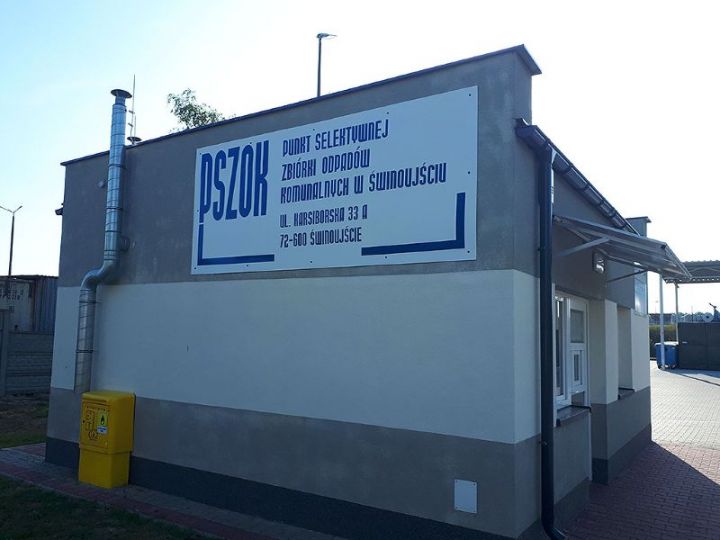 PSZOK
PUNKT SELEKTYWNEJ
ZBIÓRKI ODPADÓW
KOMUNALNYCH W ŚWINOUJŚCIU
UL. KARSIBORSKA 33 A
72-600 ŚWINOUJŚCIE